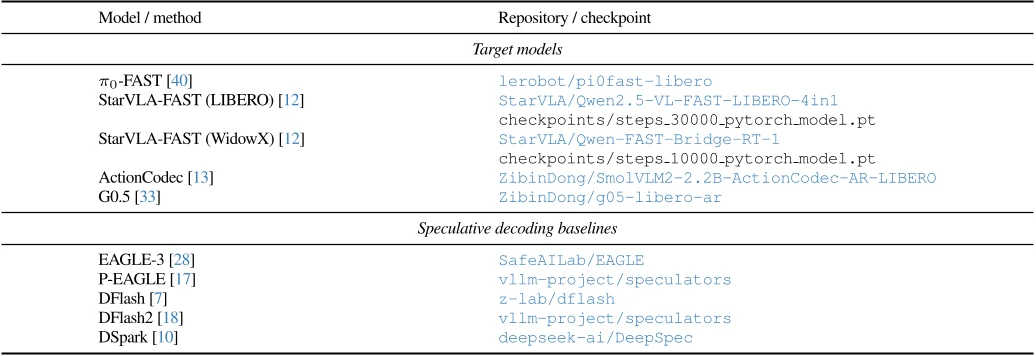 Model / method Repository / checkpoint
Target models
π0-FAST [40] lerobot/pi0fast-libero
StarVLA-FAST (LIBERO) [12] StarVLA/Qwen2.5-VL-FAST-LIBERO-4in1
checkpoints/steps_30000_pytorch_model.pt
StarVLA-FAST (WidowX) [12] StarVLA/Qwen-FAST-Bridge-RT-1
checkpoints/steps_10000_pytorch_model.pt
ActionCodec [13] ZibinDong/SmolVLM2-2.2B-ActionCodec-AR-LIBERO
G0.5 [33] ZibinDong/g05-libero-ar
Speculative decoding baselines
EAGLE-3 [28] SafeAILab/EAGLE
P-EAGLE [17] vllm-project/speculators
DFlash [7] z-lab/dflash
DFlash2 [18] vllm-project/speculators
DSpark [10] deepseek-ai/DeepSpec